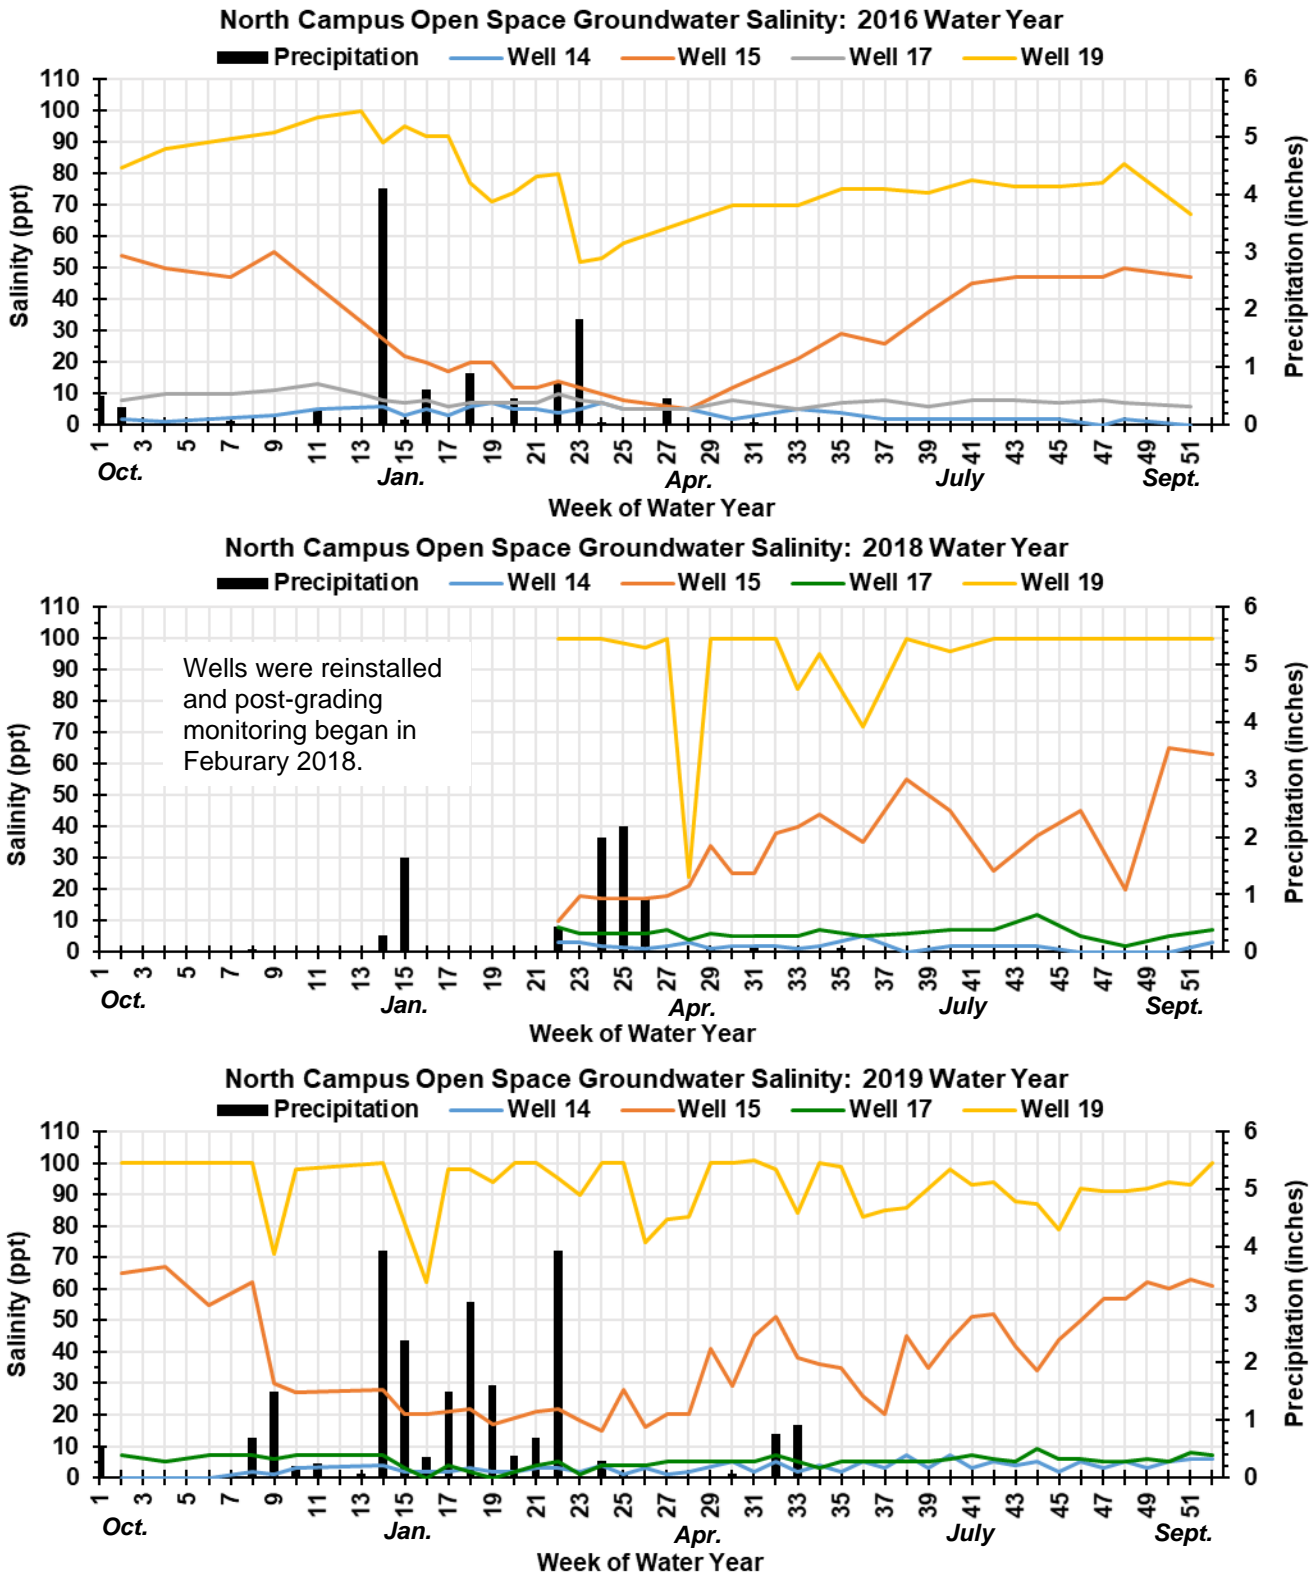 North Campus Open Space Groundwater Salinity: 2016 Water Year
Precipitation Well 14 Well 15 Well 17 Well 19
110
100
90
80
70
60
50
40
30
20
10
0
Salinity (ppt)
6
5
4
3
2
1
0
Precipitation (inches)
1 3 5 7 9 11 13 15 17 19 21 23 25 27 29 31 33 35 37 39 41 43 45 47 49 51
Oct. Jan. Apr. July Sept.
Week of Water Year
North Campus Open Space Groundwater Salinity: 2018 Water Year
Precipitation Well 14 Well 15 Well 17 Well 19
110
100
90
80
70
60
50
40
30
20
10
0
Salinity (ppt)
Wells were reinstalled
and post-grading
monitoring began in
Feburary 2018.
6
5
4
3
2
1
0
Precipitation (inches)
1 3 5 7 9 11 13 15 17 19 21 23 25 27 29 31 33 35 37 39 41 43 45 47 49 51
Oct. Jan. Apr. July Sept.
Week of Water Year
North Campus Open Space Groundwater Salinity: 2019 Water Year
Precipitation Well 14 Well 15 Well 17 Well 19
110
100
90
80
70
60
50
40
30
20
10
0
Salinity (ppt)
6
5
4
3
2
1
0
Precipitation (inches)
1 3 5 7 9 11 13 15 17 19 21 23 25 27 29 31 33 35 37 39 41 43 45 47 49 51
Oct. Jan. Apr. July Sept.
Week of Water Year